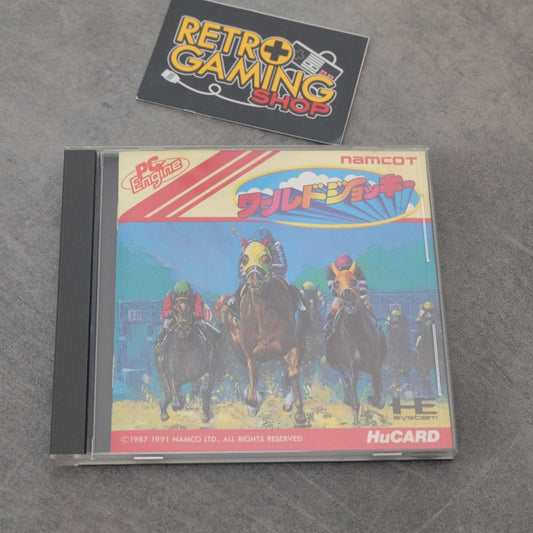 RETRO
GAMING
SHOP
PC
Engine
namcot
ワールドジョッキー
HE
system
©1987 1991 NAMCO LTD., ALL RIGHTS RESERVED
HuCARD